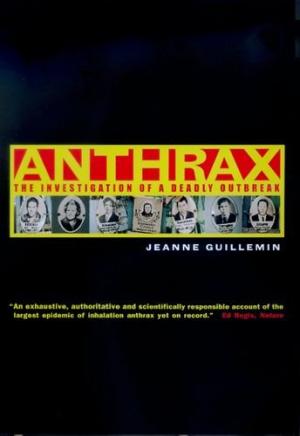 ANTHRAX
THE INVESTIGATION OF A DEADLY OUTBREAK
JEANNE GUILLEMIN
"An exhaustive, authoritative and scientifically responsible account of the
largest epidemic of inhalation anthrax yet on record." Ed Regis, Nature